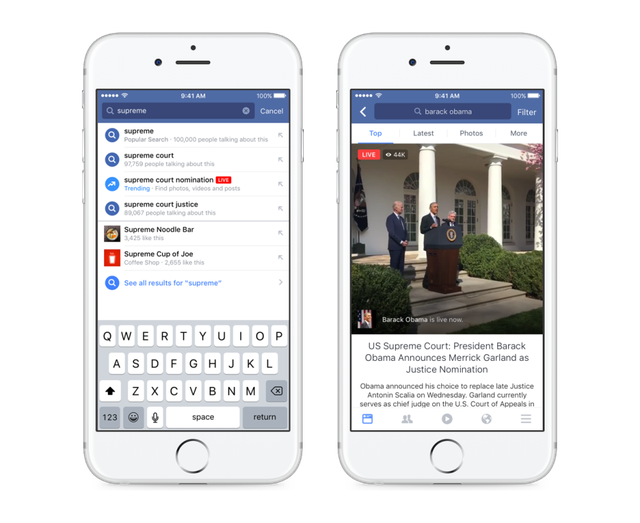 9:41 AM
100%
supreme
Cancel
supreme
Popular Search · 100,000 people talking about this
supreme court
97,759 people talking about this
supreme court nomination LIVE
Trending · Find photos, videos and posts
supreme court justice
89,067 people talking about this
Supreme Noodle Bar
3,425 like this
Supreme Cup of Joe
Coffee Shop · 2,655 like this
See all results for "supreme"
Q W E R T Y U I O P
A S D F G H J K L
Z X C V B N M
123 space return
9:41 AM
100%
barack obama
Filter
Top Latest Photos More
LIVE 44K
Barack Obama is live now.
US Supreme Court: President Barack
Obama Announces Merrick Garland as
Justice Nomination
Obama announced his choice to replace late Justice
Antonin Scalia on Wednesday. Garland currently
serves as chief judge on the U.S. Court of Appeals in